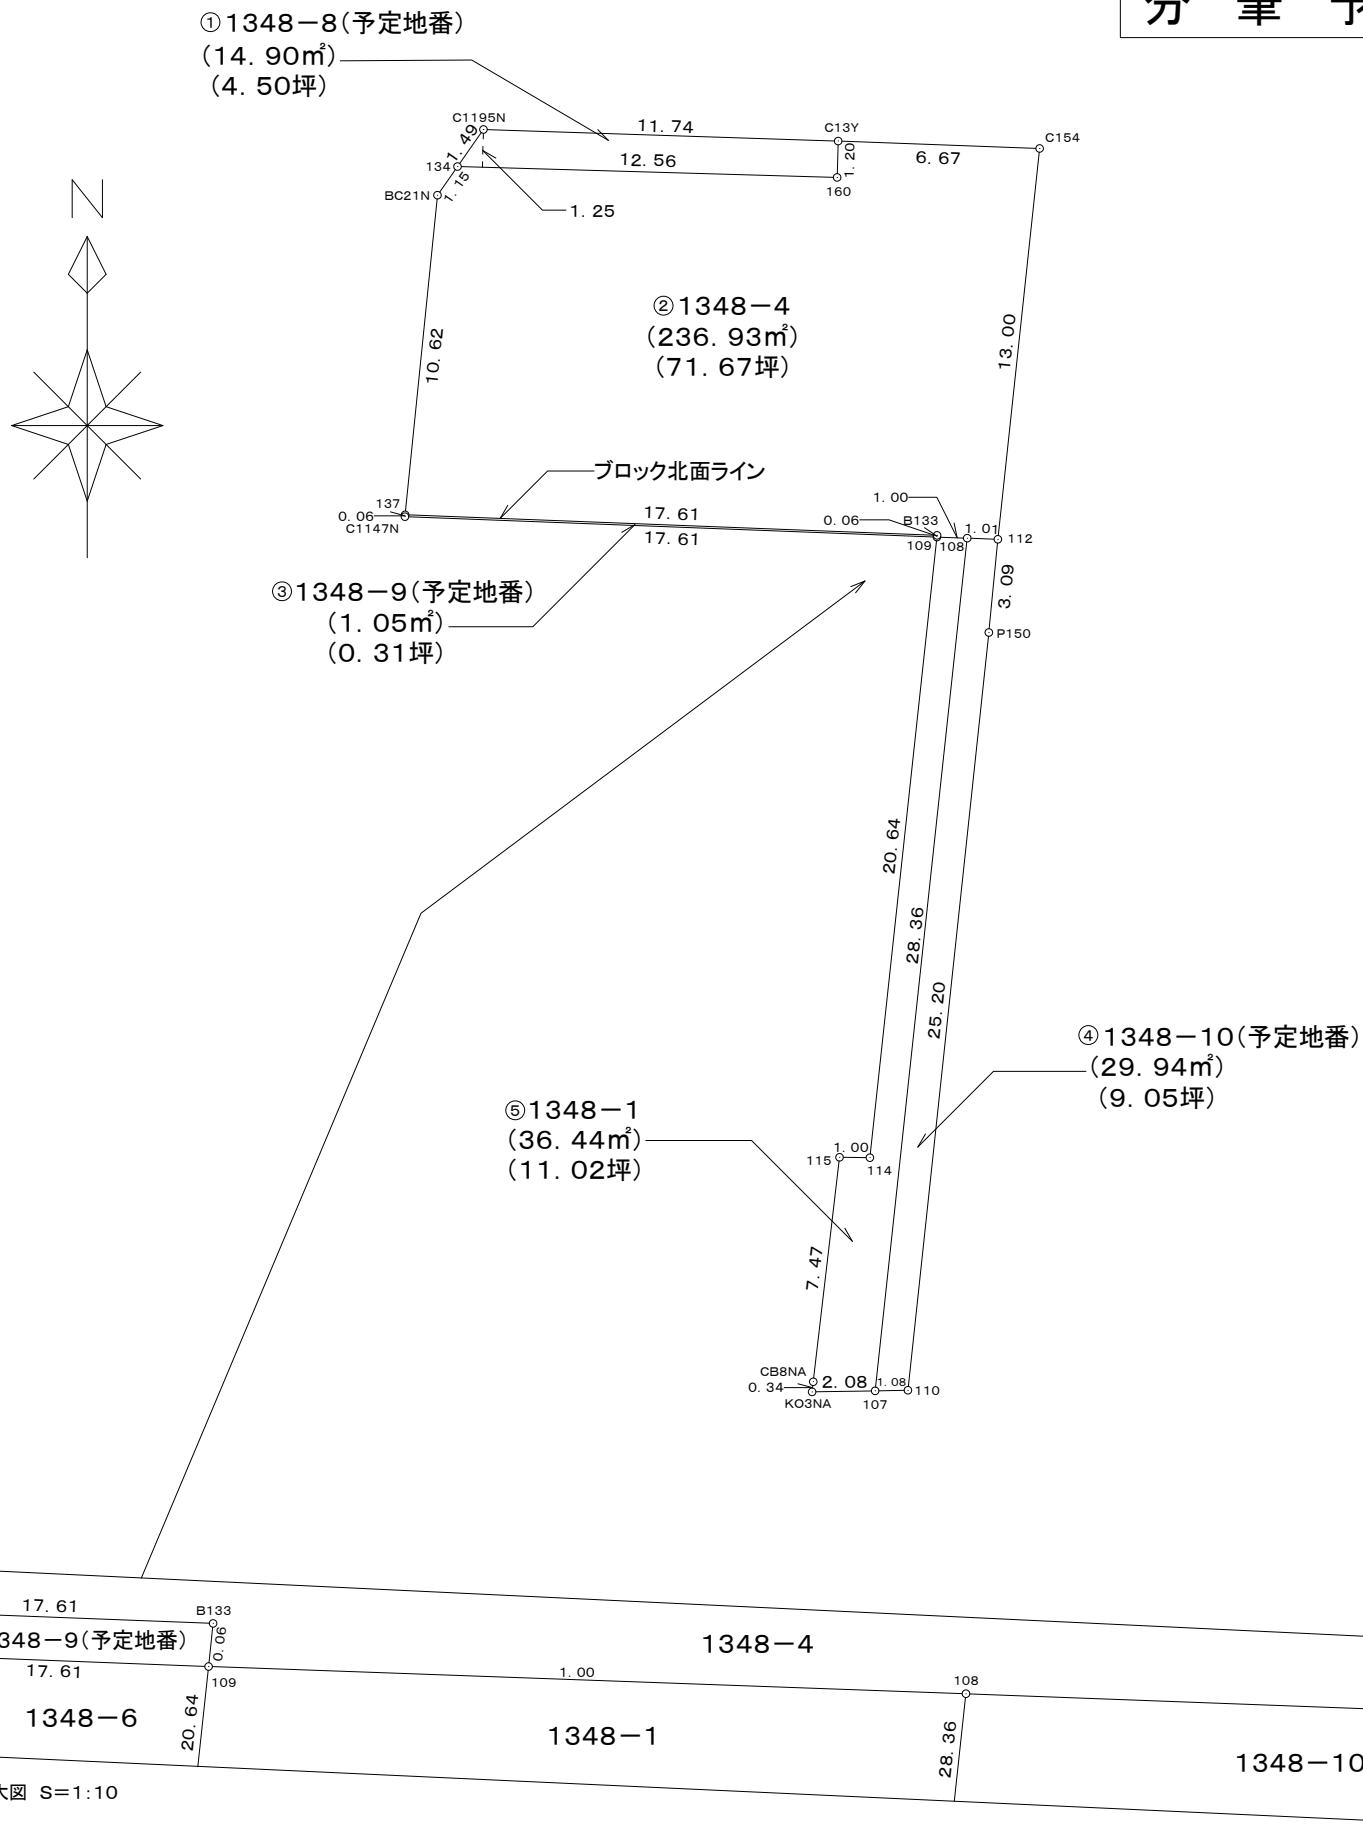 分 筆 予
①1348－8(予定地番)
(14. 90㎡)
(4. 50坪)
C1195N
11. 74
C13Y
C154
1. 49
1. 20
6. 67
134
12. 56
160
BC21N
1. 15
1. 25
N
②1348－4
(236. 93㎡)
(71. 67坪)
10. 62
13. 00
ブロック北面ライン
137
0. 06
C1147N
17. 61
17. 61
1. 00
0. 06
B133
1. 01
109
108
112
3. 09
P150
③1348－9(予定地番)
(1. 05㎡)
(0. 31坪)
20. 64
28. 36
25. 20
④1348－10(予定地番)
(29. 94㎡)
(9. 05坪)
⑤1348－1
(36. 44㎡)
(11. 02坪)
1. 00
115
114
7. 47
CB8NA
0. 34
2. 08
1. 08
110
KO3NA
107
17. 61
B133
348－9(予定地番)
0. 06
1348－4
17. 61
109
1. 00
108
1348－6
20. 64
1348－1
28. 36
1348－10
大図 S＝1:10